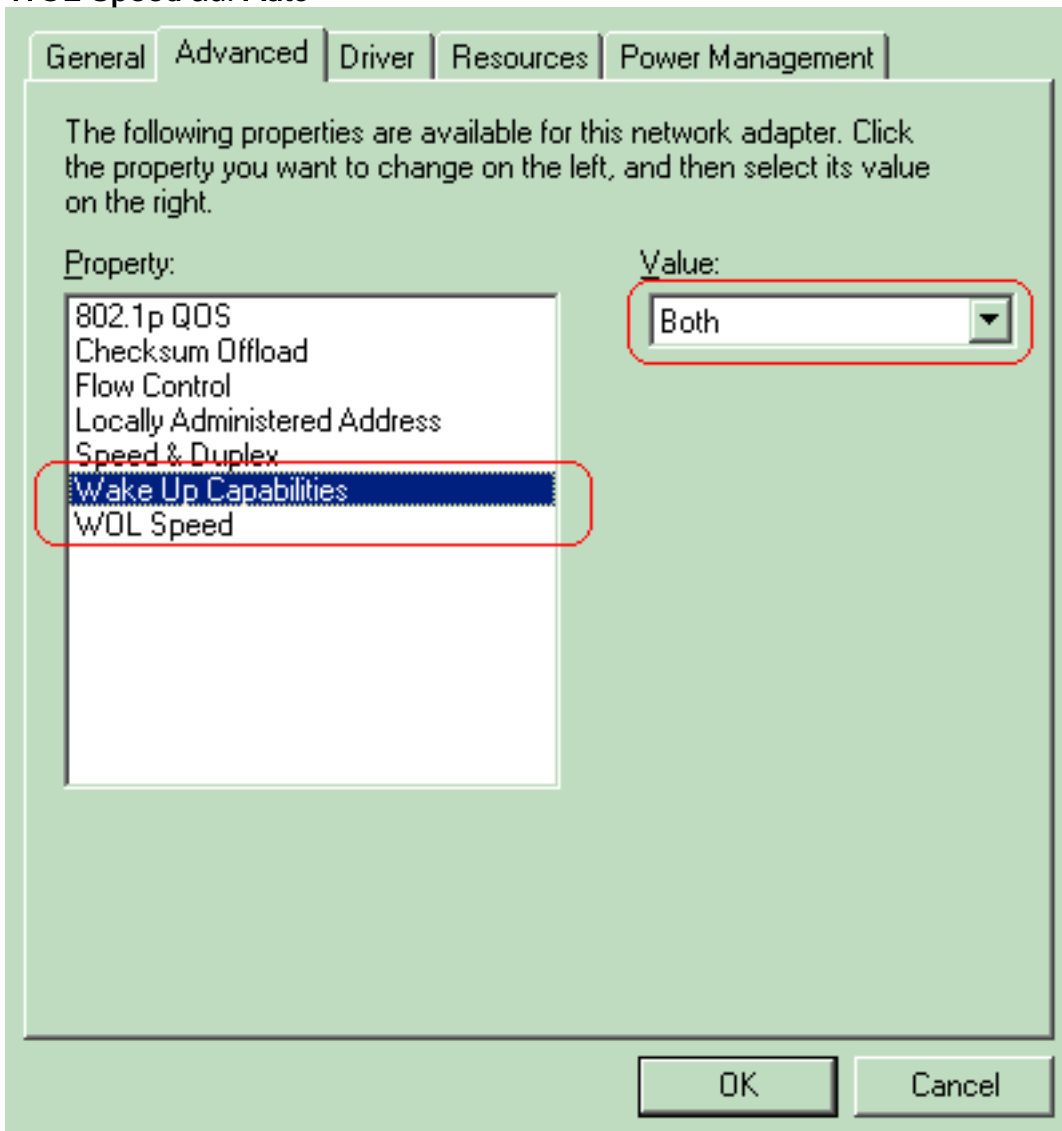 General Advanced Driver Resources Power Management
The following properties are available for this network adapter. Click
the property you want to change on the left, and then select its value
on the right.
Property:
Value:
802.1p QOS
Checksum Offload
Flow Control
Locally Administered Address
Speed & Duplex
Wake Up Capabilities
WOL Speed
Both
OK Cancel